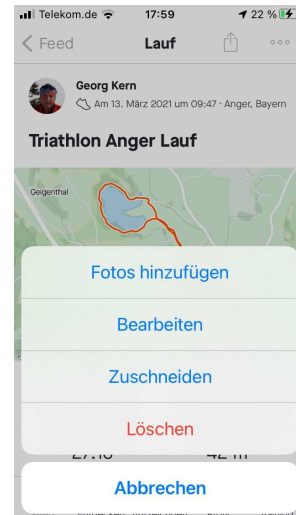 Telekom.de 17:59 22 %
Feed Lauf
Georg Kern
Am 13. März 2021 um 09:47 · Anger, Bayern
Triathlon Anger Lauf
Geigenthal
Fotos hinzufügen
Bearbeiten
Zuschneiden
Löschen
Abbrechen